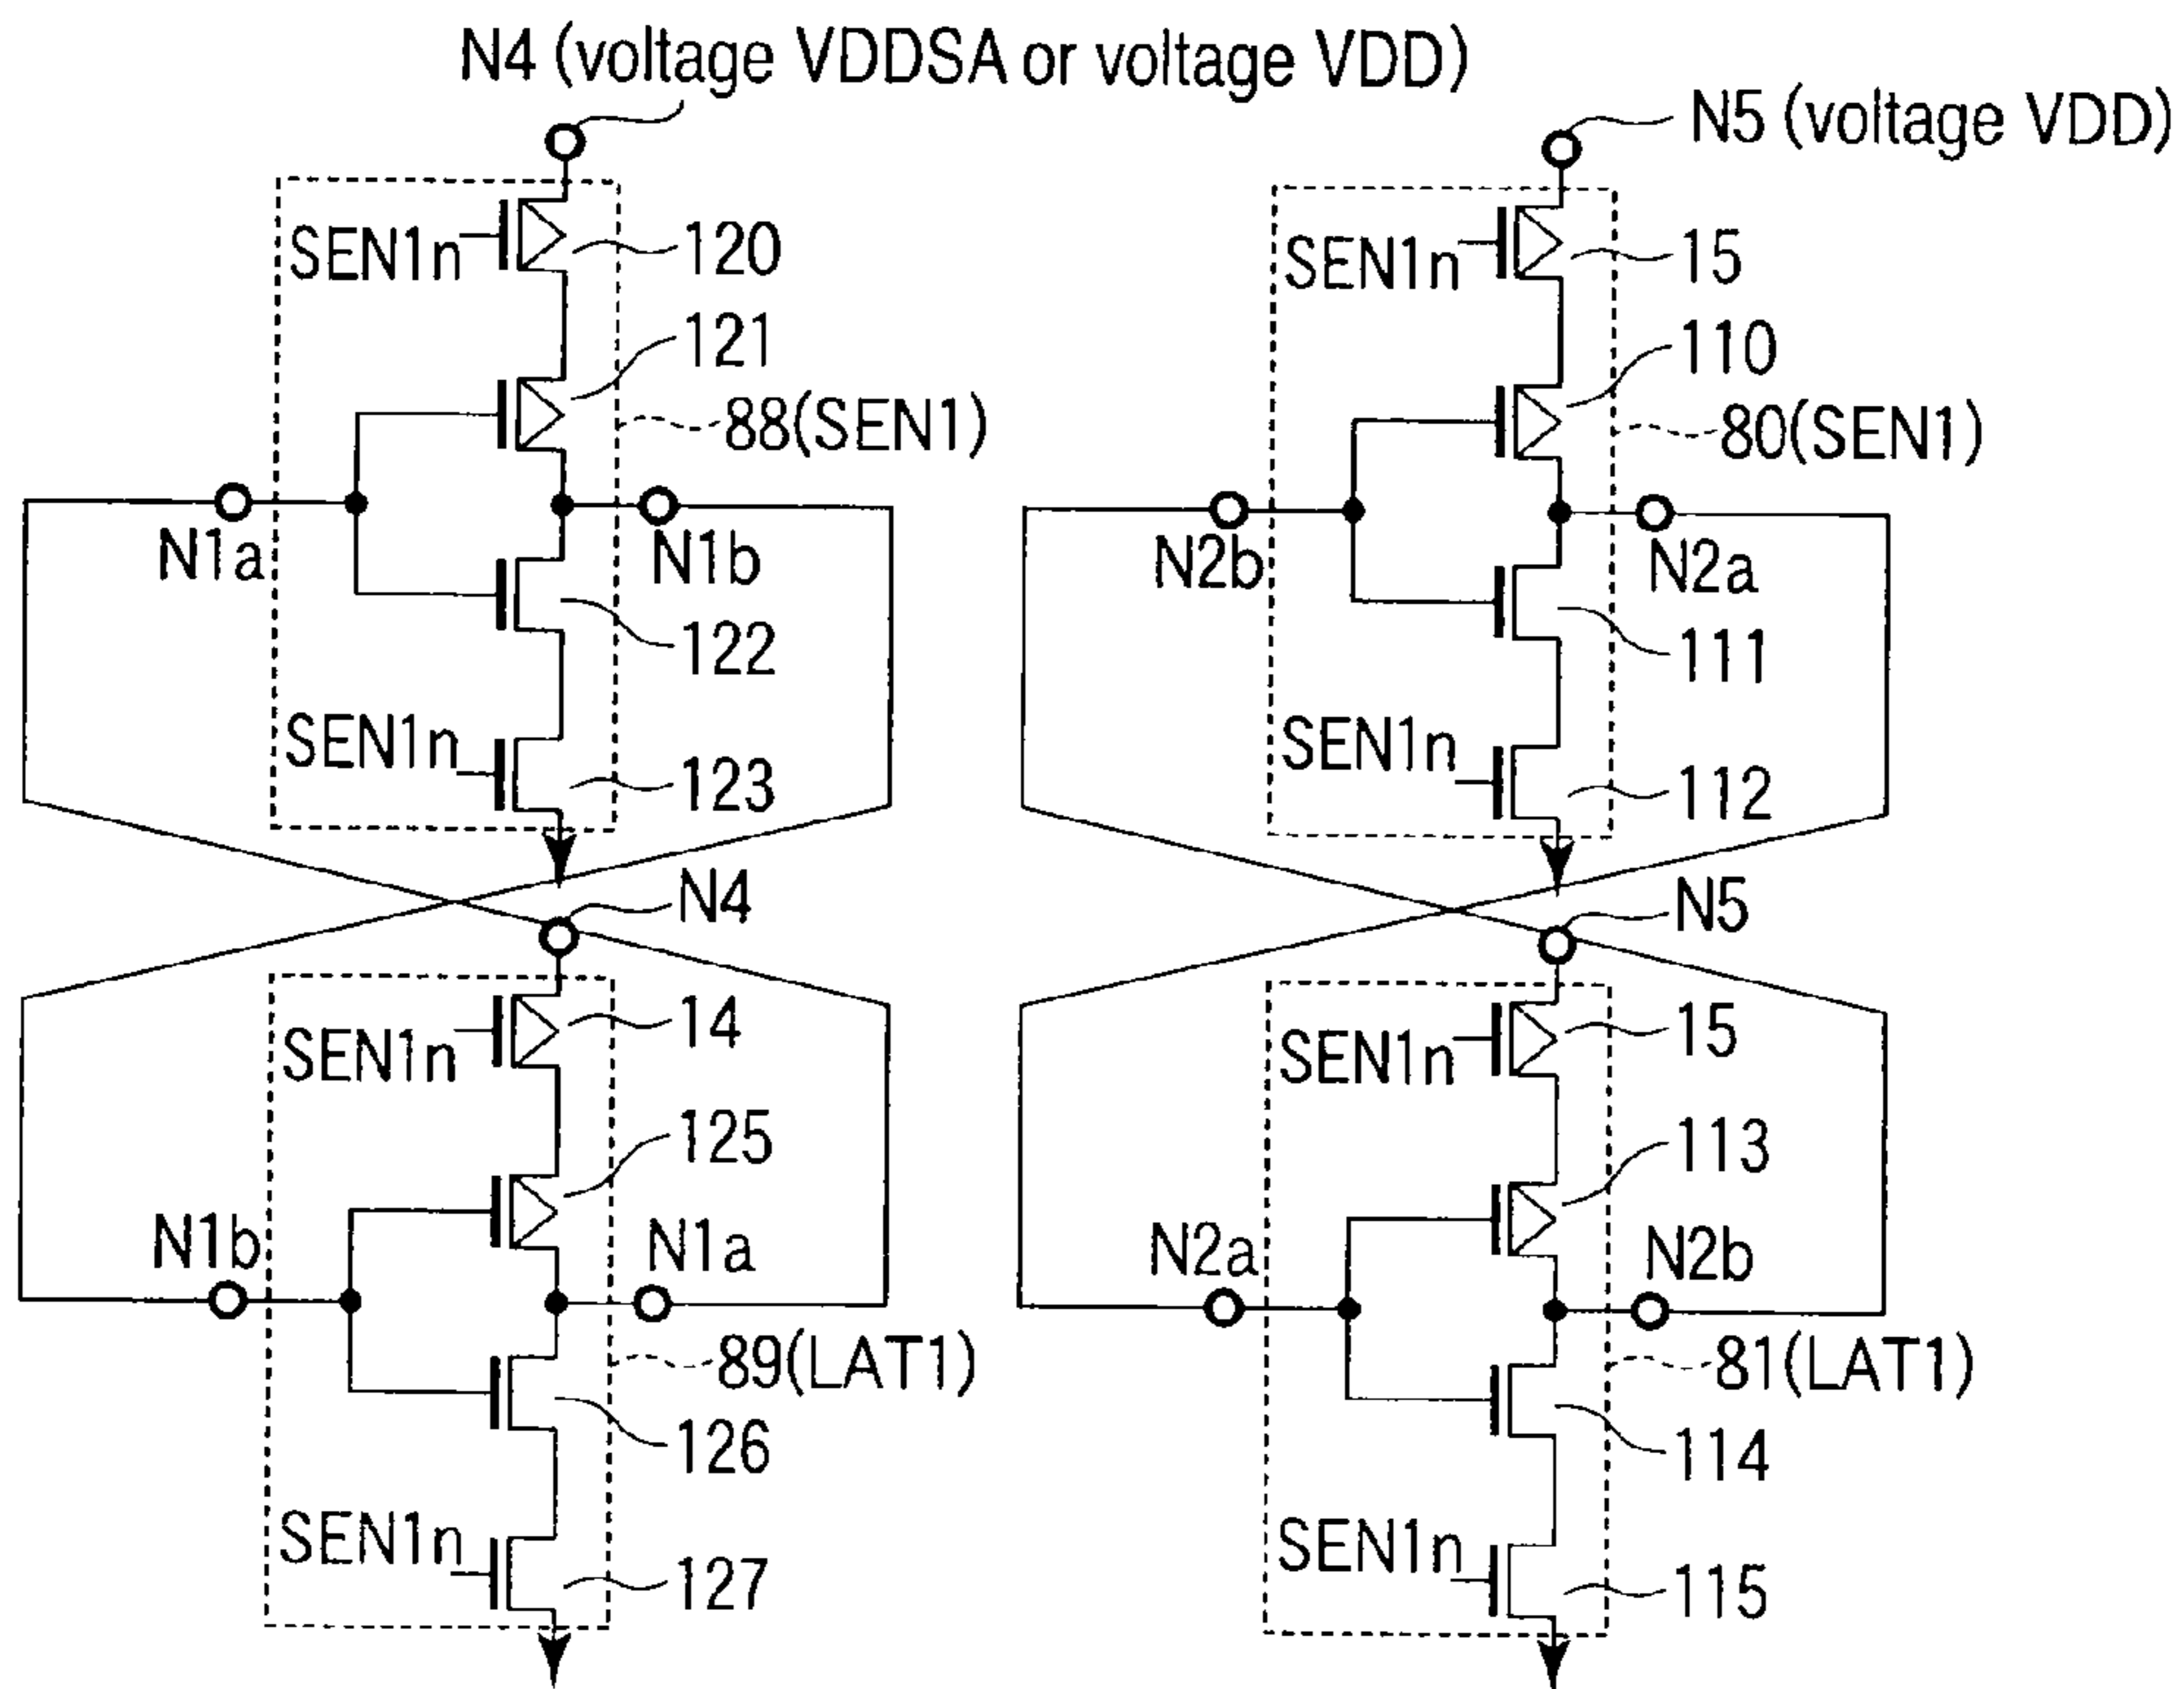 N4 (voltage VDDSA or voltage VDD)
N5 (voltage VDD)
SEN1n
120
121
88(SEN1)
N1a
N1b
122
SEN1n
123
SEN1n
15
110
80(SEN1)
N2b
N2a
111
SEN1n
112
N4
SEN1n
14
125
N1b
N1a
89(LAT1)
126
SEN1n
127
N5
SEN1n
15
113
N2a
N2b
81(LAT1)
114
SEN1n
115